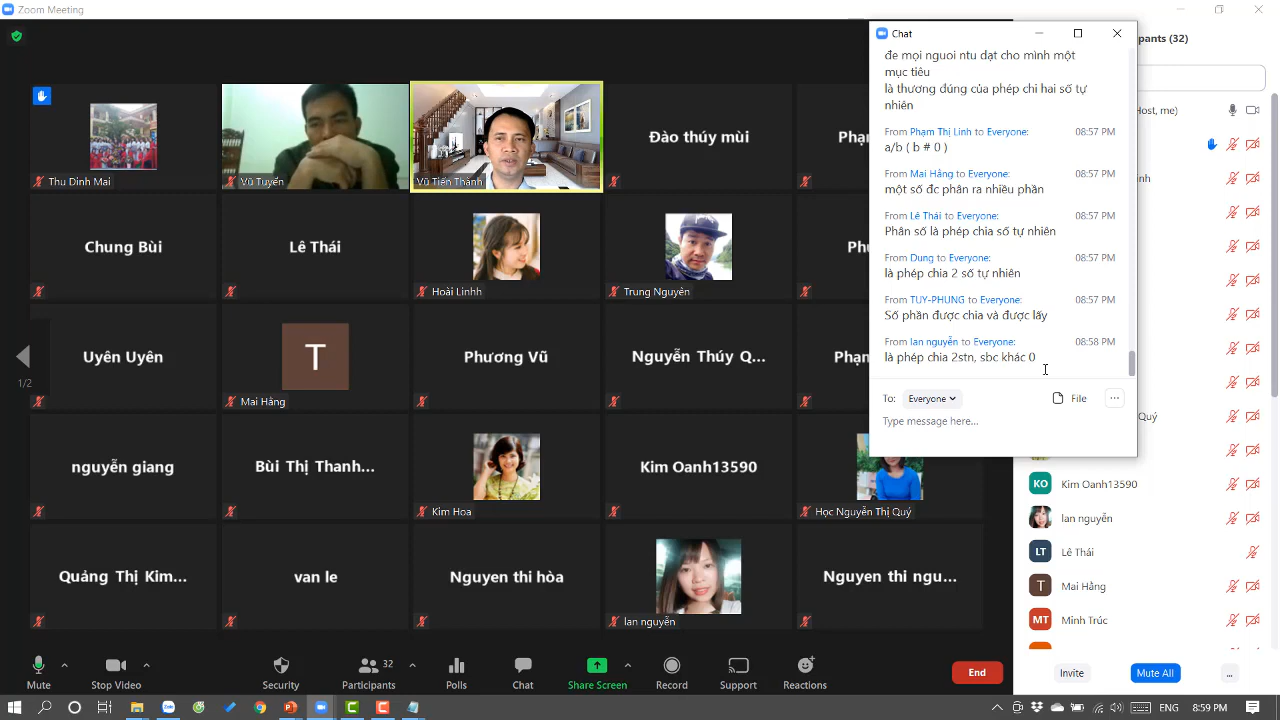 Zoom Meeting
Thu Dinh Mai
Vũ Tuyển
Vũ Tiến Thành
Đào thúy mùi
Chung Bùi
Lê Thái
Hoài Linhh
Trung Nguyên
Uyên Uyên
T
Mai Hằng
Phương Vũ
Nguyễn Thúy Q...
1/2
nguyễn giang
Bùi Thị Thanh...
Kim Hoa
Kim Oanh13590
Học Nguyễn Thị Quý
Quảng Thị Kim...
van le
Nguyen thi hòa
lan nguyễn
Nguyen thi ngu...
Chat
đe mọi nguoi ntu dạt cho mình một
mục tiêu
là thương đúng của phép chi hai số tự
nhiên
From Phạm Thị Linh to Everyone: 08:57 PM
a/b ( b # 0 )
From Mai Hằng to Everyone: 08:57 PM
một số đc phân ra nhiều phần
From Lê Thái to Everyone: 08:57 PM
Phân số là phép chia số tự nhiên
From Dung to Everyone: 08:57 PM
là phép chia 2 số tự nhiên
From TUY-PHUNG to Everyone: 08:57 PM
Số phần được chia và được lấy
From lan nguyễn to Everyone: 08:58 PM
là phép chia 2stn, sbc khác 0
To: Everyone
File
...
Type message here...
pants (32)
Host, me)
inh
Quý
KO Kim Oanh13590
lan nguyễn
LT Lê Thái
T Mai Hằng
MT Minh Trúc
Invite
Mute All
...
Mute
Stop Video
Security
32
Participants
Polls
Chat
Share Screen
Record
Support
Reactions
End
8:59 PM